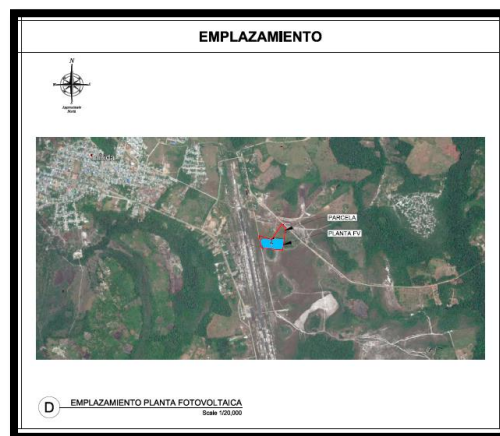 EMPLAZAMIENTO
N
PARCELA
PLANTA FV
D
EMPLAZAMIENTO PLANTA FOTOVOLTAICA
Scale 1/20,000